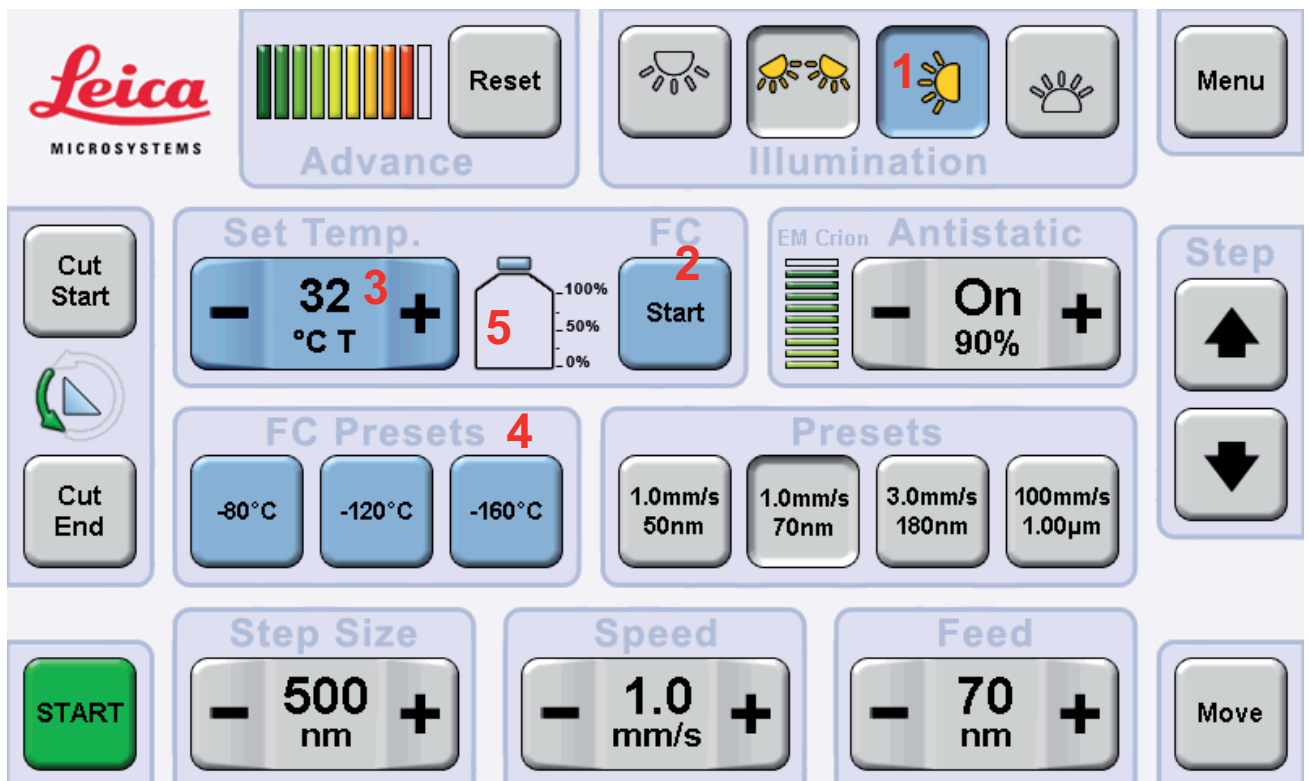 Leica
MICROSYSTEMS
Reset
Advance
1
Illumination
Menu
Cut
Start
Cut
End
Set Temp.
- 32 3 +
°C T
5
100%
50%
0%
FC
2
Start
EM Crion Antistatic
- On +
90%
Step
FC Presets 4
-80°C
-120°C
-160°C
Presets
1.0mm/s
50nm
1.0mm/s
70nm
3.0mm/s
180nm
100mm/s
1.00µm
START
Step Size
- 500 +
nm
Speed
- 1.0 +
mm/s
Feed
- 70 +
nm
Move